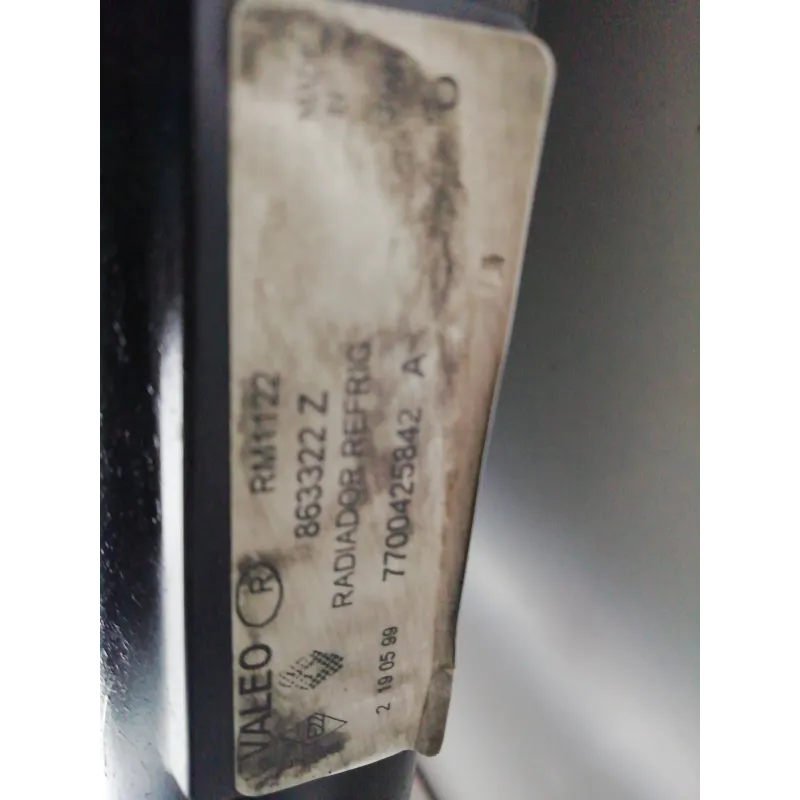 VALEO R RM1122
863322 Z
RADIADOR REFRIG
7700425842 A
2 19 05 99